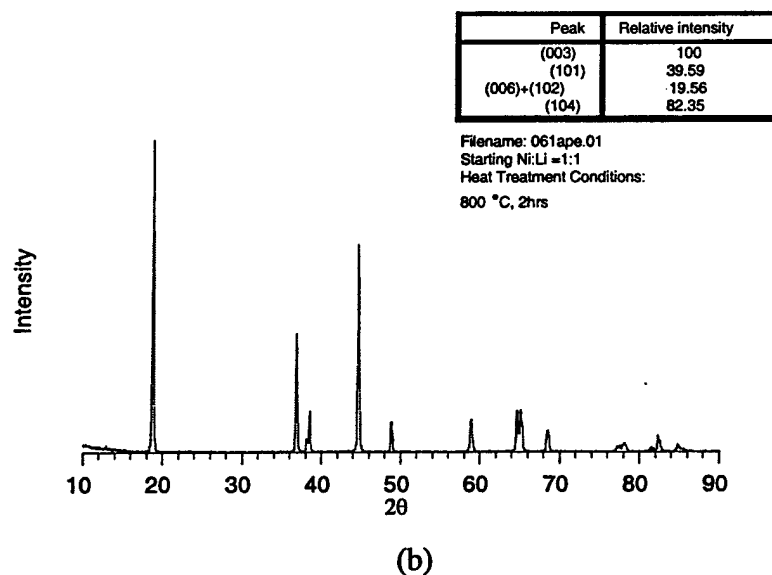 Peak Relative intensity
(003) 100
(101) 39.59
(006)+(102) 19.56
(104) 82.35
Filename: 061ape.01
Starting Ni:Li =1:1
Heat Treatment Conditions:
800 °C, 2hrs
Intensity
10 20 30 40 50 60 70 80 90
2θ
(b)